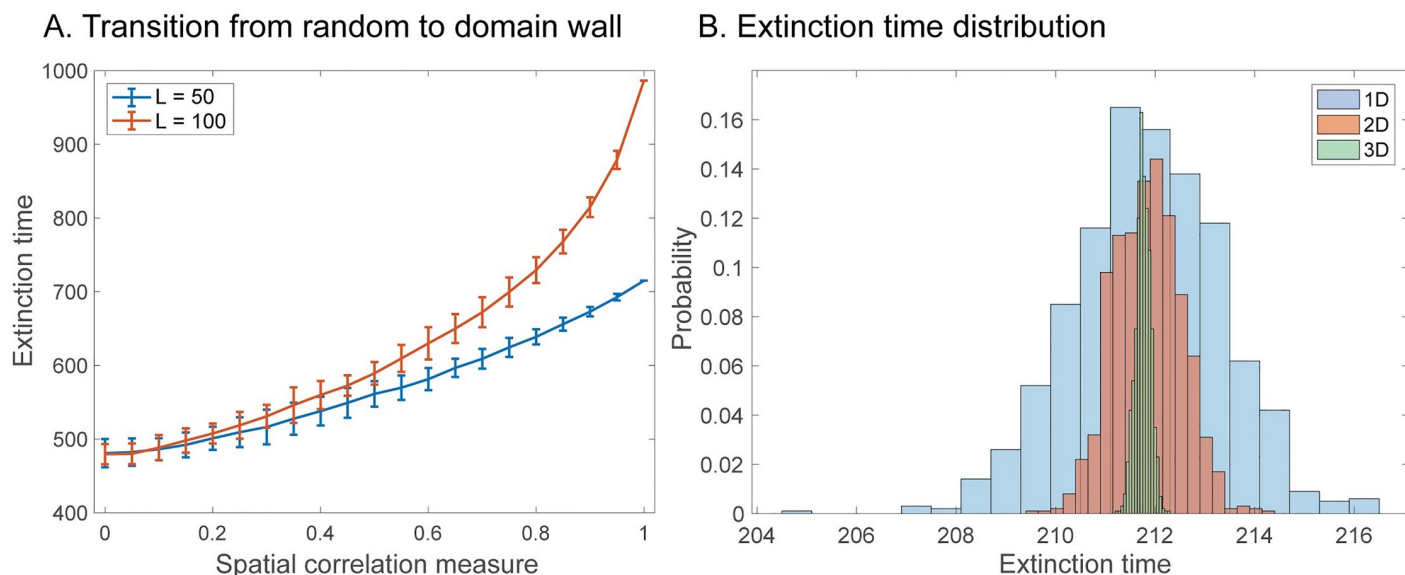 A. Transition from random to domain wall
1000
900
800
700
600
500
400
Extinction time
L = 50
L = 100
0
0.2
0.4
0.6
0.8
1
Spatial correlation measure
B. Extinction time distribution
0.16
0.14
0.12
0.1
0.08
0.06
0.04
0.02
0
Probability
1D
2D
3D
204
206
208
210
212
214
216
Extinction time